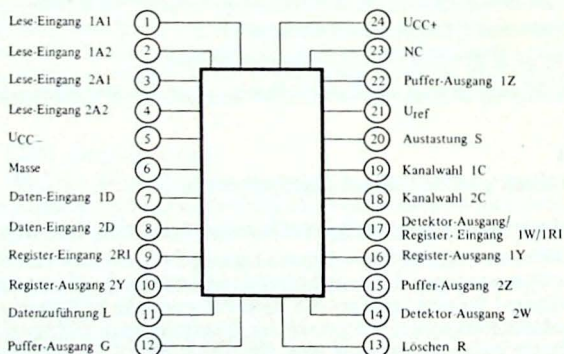 Lese-Eingang 1A1 1
Lese-Eingang 1A2 2
Lese-Eingang 2A1 3
Lese-Eingang 2A2 4
UCC− 5
Masse 6
Daten-Eingang 1D 7
Daten-Eingang 2D 8
Register-Eingang 2RI 9
Register-Ausgang 2Y 10
Datenzuführung L 11
Puffer-Ausgang G 12
24 UCC+
23 NC
22 Puffer-Ausgang 1Z
21 Uref
20 Austastung S
19 Kanalwahl 1C
18 Kanalwahl 2C
17 Detektor-Ausgang/
Register-Eingang 1W/1RI
16 Register-Ausgang 1Y
15 Puffer-Ausgang 2Z
14 Detektor-Ausgang 2W
13 Löschen R